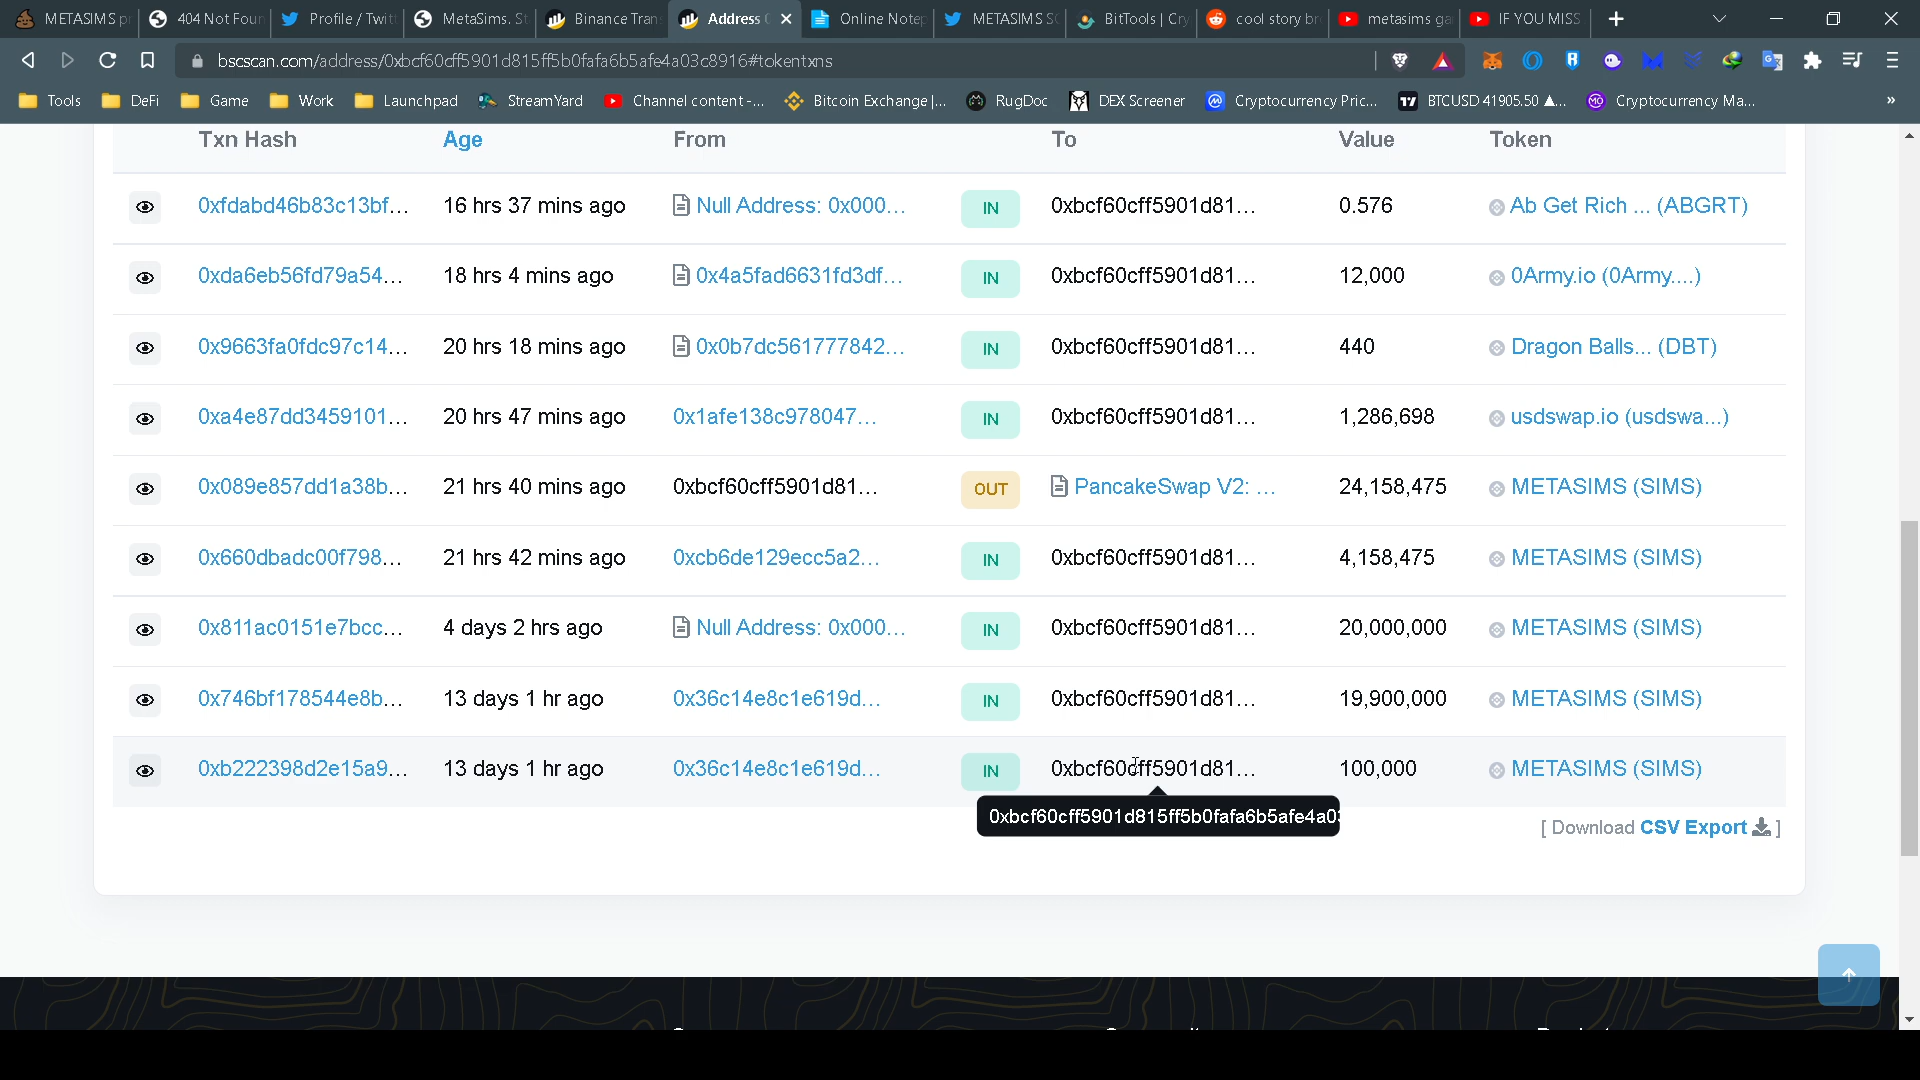 METASIMS pr
404 Not Foun
Profile / Twitt
MetaSims. St
Binance Tran
Address
Online Notep
METASIMS SC
BitTools | Cry
cool story br
metasims ga
IF YOU MISS
bscscan.com/address/0xbcf60cff5901d815ff5b0fafa6b5afe4a03c8916#tokentxns
Tools DeFi Game Work Launchpad StreamYard Channel content -... Bitcoin Exchange |... RugDoc DEX Screener Cryptocurrency Pric... BTCUSD 41905.50 ▲... Cryptocurrency Ma... »
Txn Hash Age From To Value Token
0xfdabd46b83c13bf... 16 hrs 37 mins ago Null Address: 0x000... IN 0xbcf60cff5901d81... 0.576 Ab Get Rich ... (ABGRT)
0xda6eb56fd79a54... 18 hrs 4 mins ago 0x4a5fad6631fd3df... IN 0xbcf60cff5901d81... 12,000 0Army.io (0Army....)
0x9663fa0fdc97c14... 20 hrs 18 mins ago 0x0b7dc561777842... IN 0xbcf60cff5901d81... 440 Dragon Balls... (DBT)
0xa4e87dd3459101... 20 hrs 47 mins ago 0x1afe138c978047... IN 0xbcf60cff5901d81... 1,286,698 usdswap.io (usdswa...)
0x089e857dd1a38b... 21 hrs 40 mins ago 0xbcf60cff5901d81... OUT PancakeSwap V2: ... 24,158,475 METASIMS (SIMS)
0x660dbadc00f798... 21 hrs 42 mins ago 0xcb6de129ecc5a2... IN 0xbcf60cff5901d81... 4,158,475 METASIMS (SIMS)
0x811ac0151e7bcc... 4 days 2 hrs ago Null Address: 0x000... IN 0xbcf60cff5901d81... 20,000,000 METASIMS (SIMS)
0x746bf178544e8b... 13 days 1 hr ago 0x36c14e8c1e619d... IN 0xbcf60cff5901d81... 19,900,000 METASIMS (SIMS)
0xb222398d2e15a9... 13 days 1 hr ago 0x36c14e8c1e619d... IN 0xbcf60cff5901d81... 100,000 METASIMS (SIMS)
0xbcf60cff5901d815ff5b0fafa6b5afe4a03
[ Download CSV Export ]